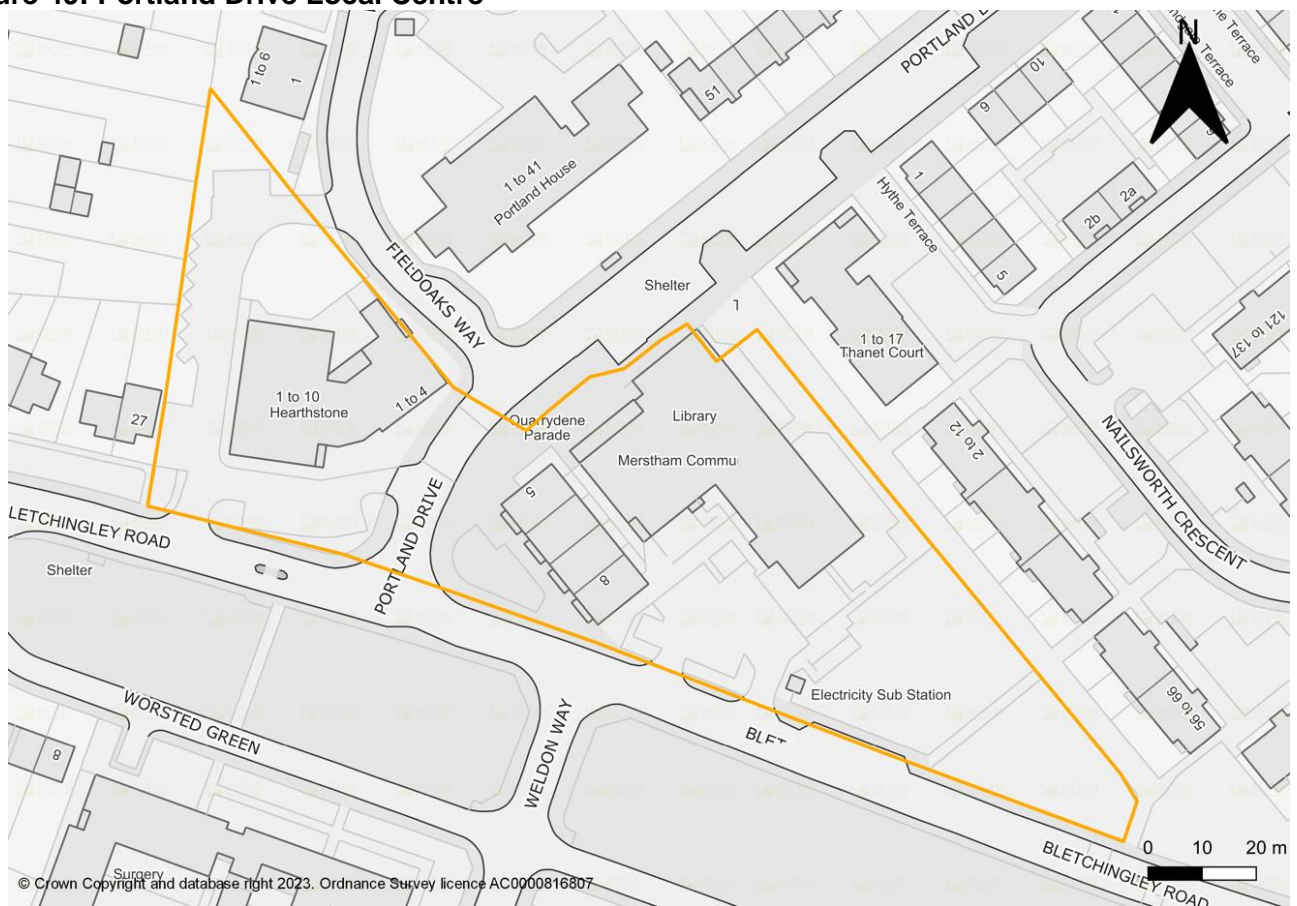 Portland Drive Local Centre
N
PORTLAND
Terrace
Terrace
1 to 6
1
51
10
6
1 to 41
Portland House
Hythe Terrace
1
5
2b
2a
FIELDOAKS WAY
Shelter
1 to 17
Thanet Court
121 to 137
1 to 10
Hearthstone
1 to 4
27
Quarrydene
Parade
Library
Merstham Commu
5
8
2 to 12
NAILSWORTH CRESCENT
LETCHINGLEY ROAD
PORTLAND DRIVE
Shelter
Electricity Sub Station
56 to 66
WORSTED GREEN
8
WELDON WAY
BLET
BLETCHINGLEY ROAD
0 10 20 m
Surgery
© Crown Copyright and database right 2023. Ordnance Survey licence AC0000816807